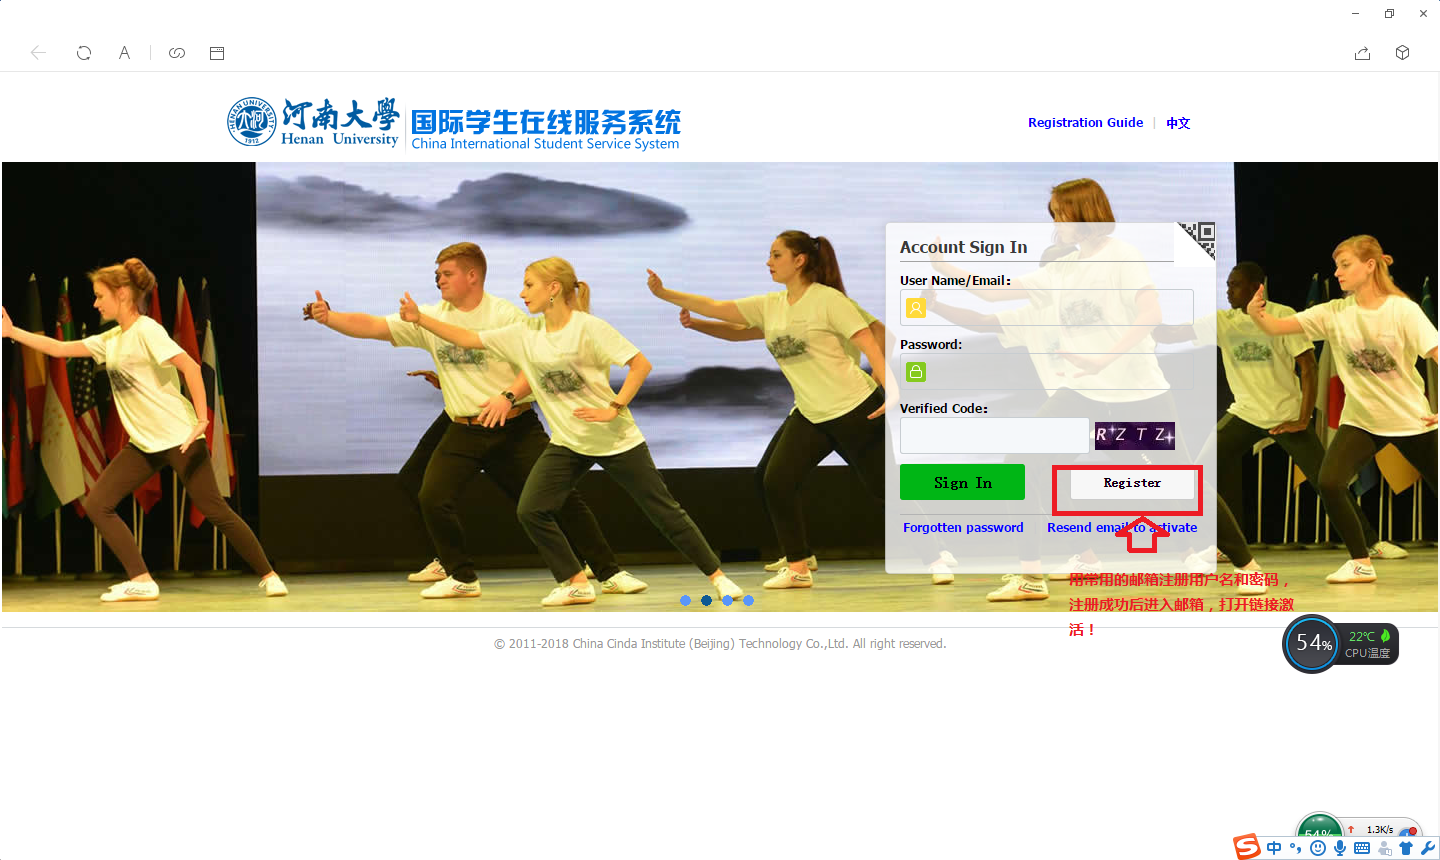 河南大學
Henan University
HENAN UNIVERSITY
1912
国际学生在线服务系统
China International Student Service System
Registration Guide | 中文
Account Sign In
User Name/Email：
Password:
Verified Code：
R Z T Z
Sign In
Register
Forgotten password
Resend email to activate
用常用的邮箱注册用户名和密码，
注册成功后进入邮箱，打开链接激
活！
© 2011-2018 China Cinda Institute (Beijing) Technology Co.,Ltd. All right reserved.
54%
22℃
CPU温度
54%
1.3K/s
中